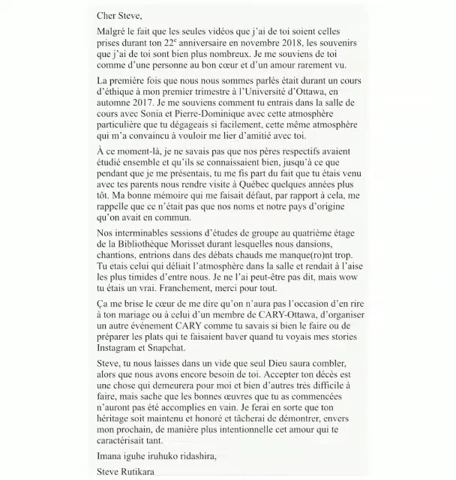 Cher Steve,
Malgré le fait que les seules vidéos que j'ai de toi soient celles
prises durant ton 22e anniversaire en novembre 2018, les souvenirs
que j'ai de toi sont bien plus nombreux. Je me souviens de toi
comme d'une personne au bon cœur et d'un amour rarement vu.
La première fois que nous nous sommes parlés était durant un cours
d'éthique à mon premier trimestre à l'Université d'Ottawa, en
automne 2017. Je me souviens comment tu entrais dans la salle de
cours avec Sonia et Pierre-Dominique avec cette atmosphère
particulière que tu dégageais si facilement, cette même atmosphère
qui m'a convaincu à vouloir me lier d'amitié avec toi.
À ce moment-là, je ne savais pas que nos pères respectifs avaient
étudié ensemble et qu'ils se connaissaient bien, jusqu'à ce que
pendant que je me présentais, tu me fis part du fait que tu étais venu
avec tes parents nous rendre visite à Québec quelques années plus
tôt. Ma bonne mémoire qui me faisait défaut, par rapport à cela, me
rappelle que ce n'était pas que nos noms et notre pays d'origine
qu'on avait en commun.
Nos interminables sessions d'études de groupe au quatrième étage
de la Bibliothèque Morisset durant lesquelles nous dansions,
chantions, entrions dans des débats chauds me manque(ro)nt trop.
Tu étais celui qui déliait l'atmosphère dans la salle et rendait à l'aise
les plus timides d'entre nous. Je ne l'ai peut-être pas dit, mais wow
tu étais un vrai. Franchement, merci pour tout.
Ça me brise le cœur de me dire qu'on n'aura pas l'occasion d'en rire
à ton mariage ou à celui d'un membre de CARY-Ottawa, d'organiser
un autre événement CARY comme tu savais si bien le faire ou de
préparer les plats qui te faisaient baver quand tu voyais mes stories
Instagram et Snapchat.
Steve, tu nous laisses dans un vide que seul Dieu saura combler,
alors que nous avons encore besoin de toi. Accepter ton décès est
une chose qui demeurera pour moi et bien d'autres très difficile à
faire, mais sache que les bonnes œuvres que tu as commencées
n'auront pas été accomplies en vain. Je ferai en sorte que ton
héritage soit maintenu et honoré et tâcherai de démontrer, envers
mon prochain, de manière plus intentionnelle cet amour qui te
caractérisait tant.
Imana iguhe iruhuko ridashira,
Steve Rutikara